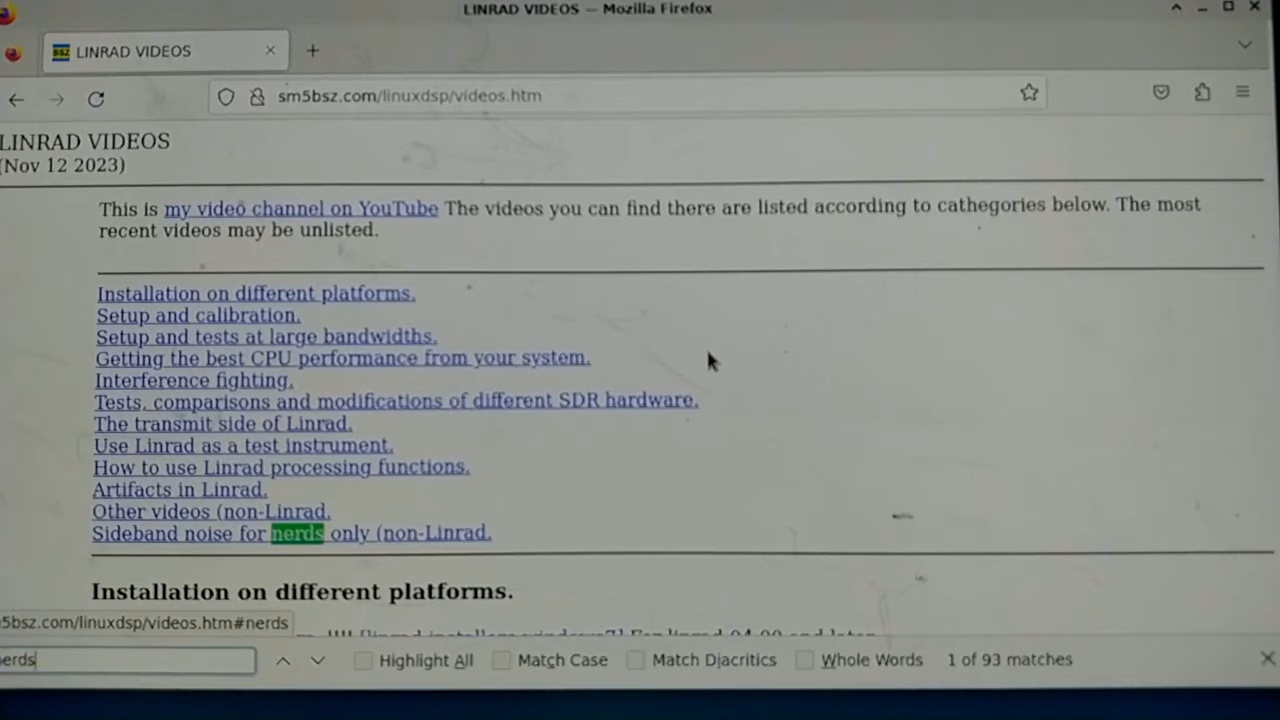 LINRAD VIDEOS — Mozilla Firefox
BSZ LINRAD VIDEOS
sm5bsz.com/linuxdsp/videos.htm
LINRAD VIDEOS
(Nov 12 2023)
This is my video channel on YouTube The videos you can find there are listed according to cathegories below. The most
recent videos may be unlisted.
Installation on different platforms.
Setup and calibration.
Setup and tests at large bandwidths.
Getting the best CPU performance from your system.
Interference fighting.
Tests, comparisons and modifications of different SDR hardware.
The transmit side of Linrad.
Use Linrad as a test instrument.
How to use Linrad processing functions.
Artifacts in Linrad.
Other videos (non-Linrad.
Sideband noise for nerds only (non-Linrad.
Installation on different platforms.
5bsz.com/linuxdsp/videos.htm#nerds
erds Highlight All Match Case Match Diacritics Whole Words 1 of 93 matches